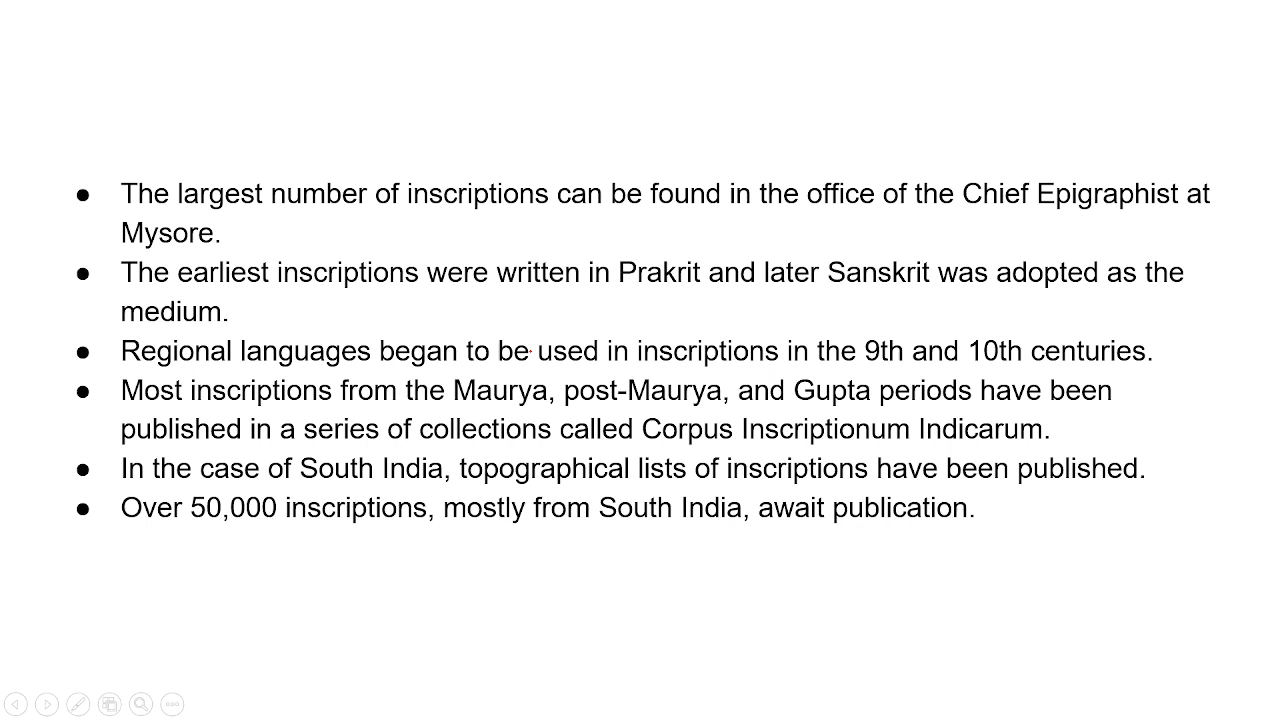 ● The largest number of inscriptions can be found in the office of the Chief Epigraphist at
Mysore.
● The earliest inscriptions were written in Prakrit and later Sanskrit was adopted as the
medium.
● Regional languages began to be used in inscriptions in the 9th and 10th centuries.
● Most inscriptions from the Maurya, post-Maurya, and Gupta periods have been
published in a series of collections called Corpus Inscriptionum Indicarum.
● In the case of South India, topographical lists of inscriptions have been published.
● Over 50,000 inscriptions, mostly from South India, await publication.